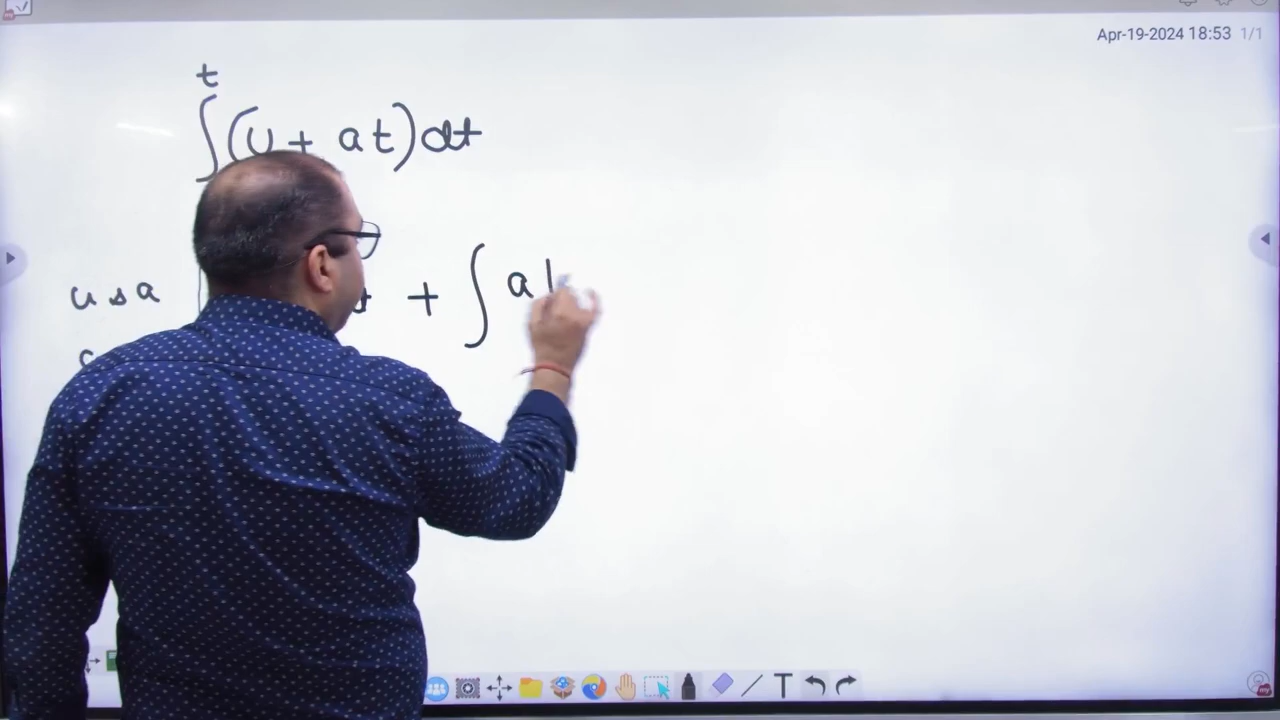 Apr-19-2024 18:53 1/1
t
∫(u + at)dt
u & a + ∫ a
T